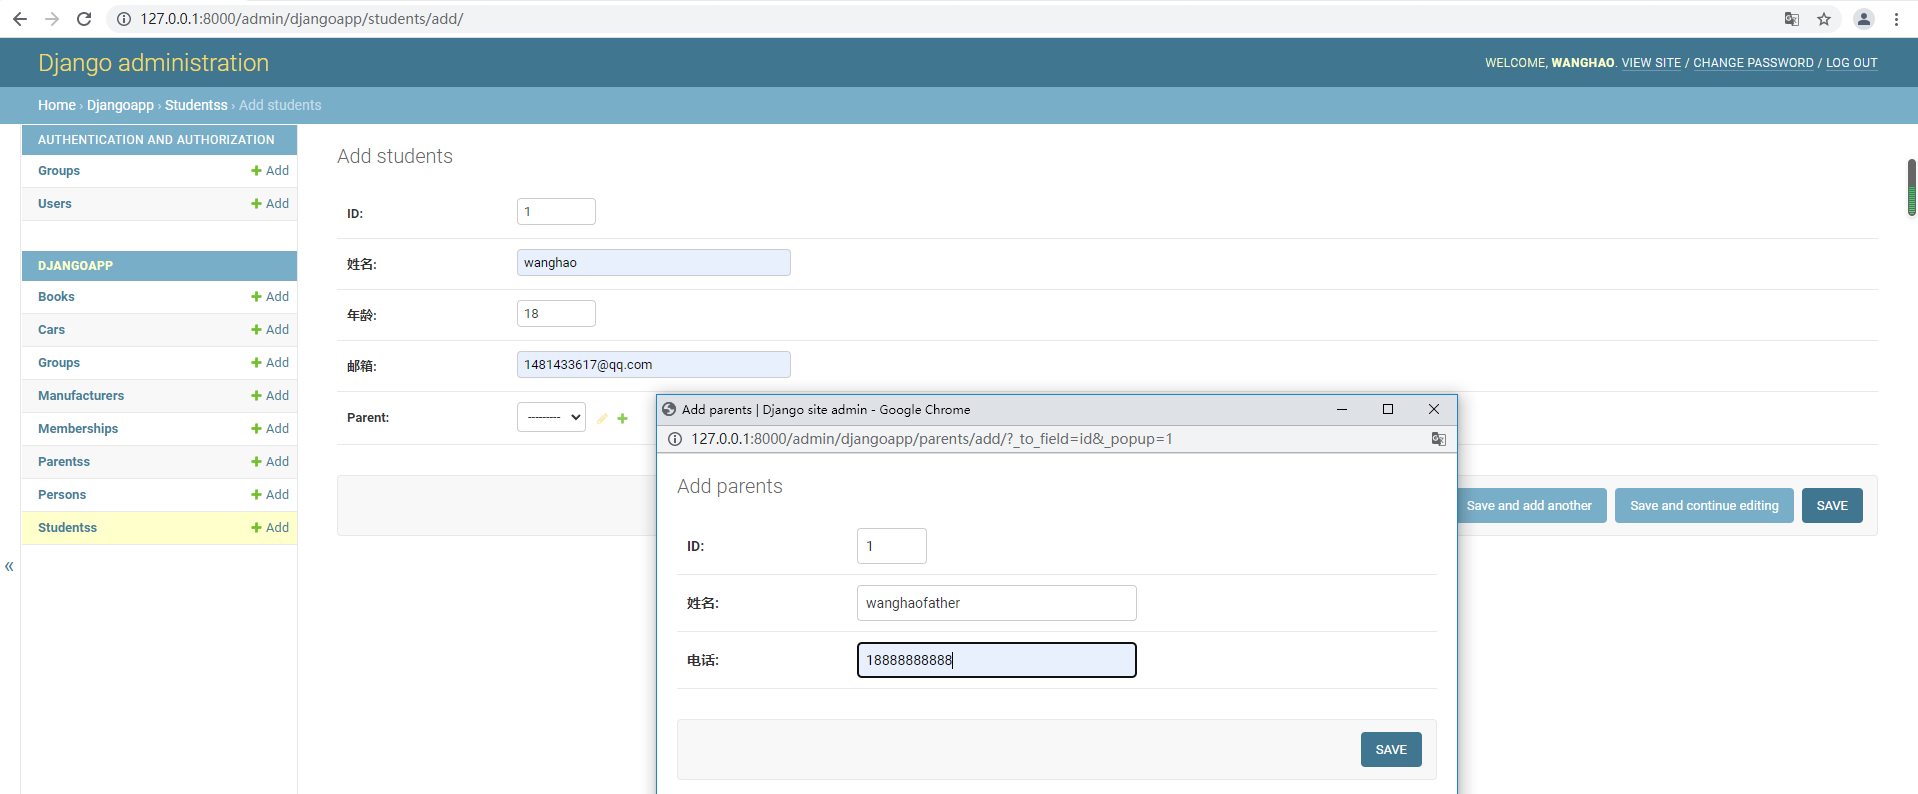 127.0.0.1:8000/admin/djangoapp/students/add/
Django administration
WELCOME, WANGHAO. VIEW SITE / CHANGE PASSWORD / LOG OUT
Home › Djangoapp › Studentss › Add students
AUTHENTICATION AND AUTHORIZATION
Groups + Add
Users + Add
DJANGOAPP
Books + Add
Cars + Add
Groups + Add
Manufacturers + Add
Memberships + Add
Parentss + Add
Persons + Add
Studentss + Add
«
Add students
ID: 1
姓名: wanghao
年龄: 18
邮箱: 1481433617@qq.com
Parent: ---------
Save and add another
Save and continue editing
SAVE
Add parents | Django site admin - Google Chrome
127.0.0.1:8000/admin/djangoapp/parents/add/?_to_field=id&_popup=1
Add parents
ID: 1
姓名: wanghaofather
电话: 18888888888
SAVE